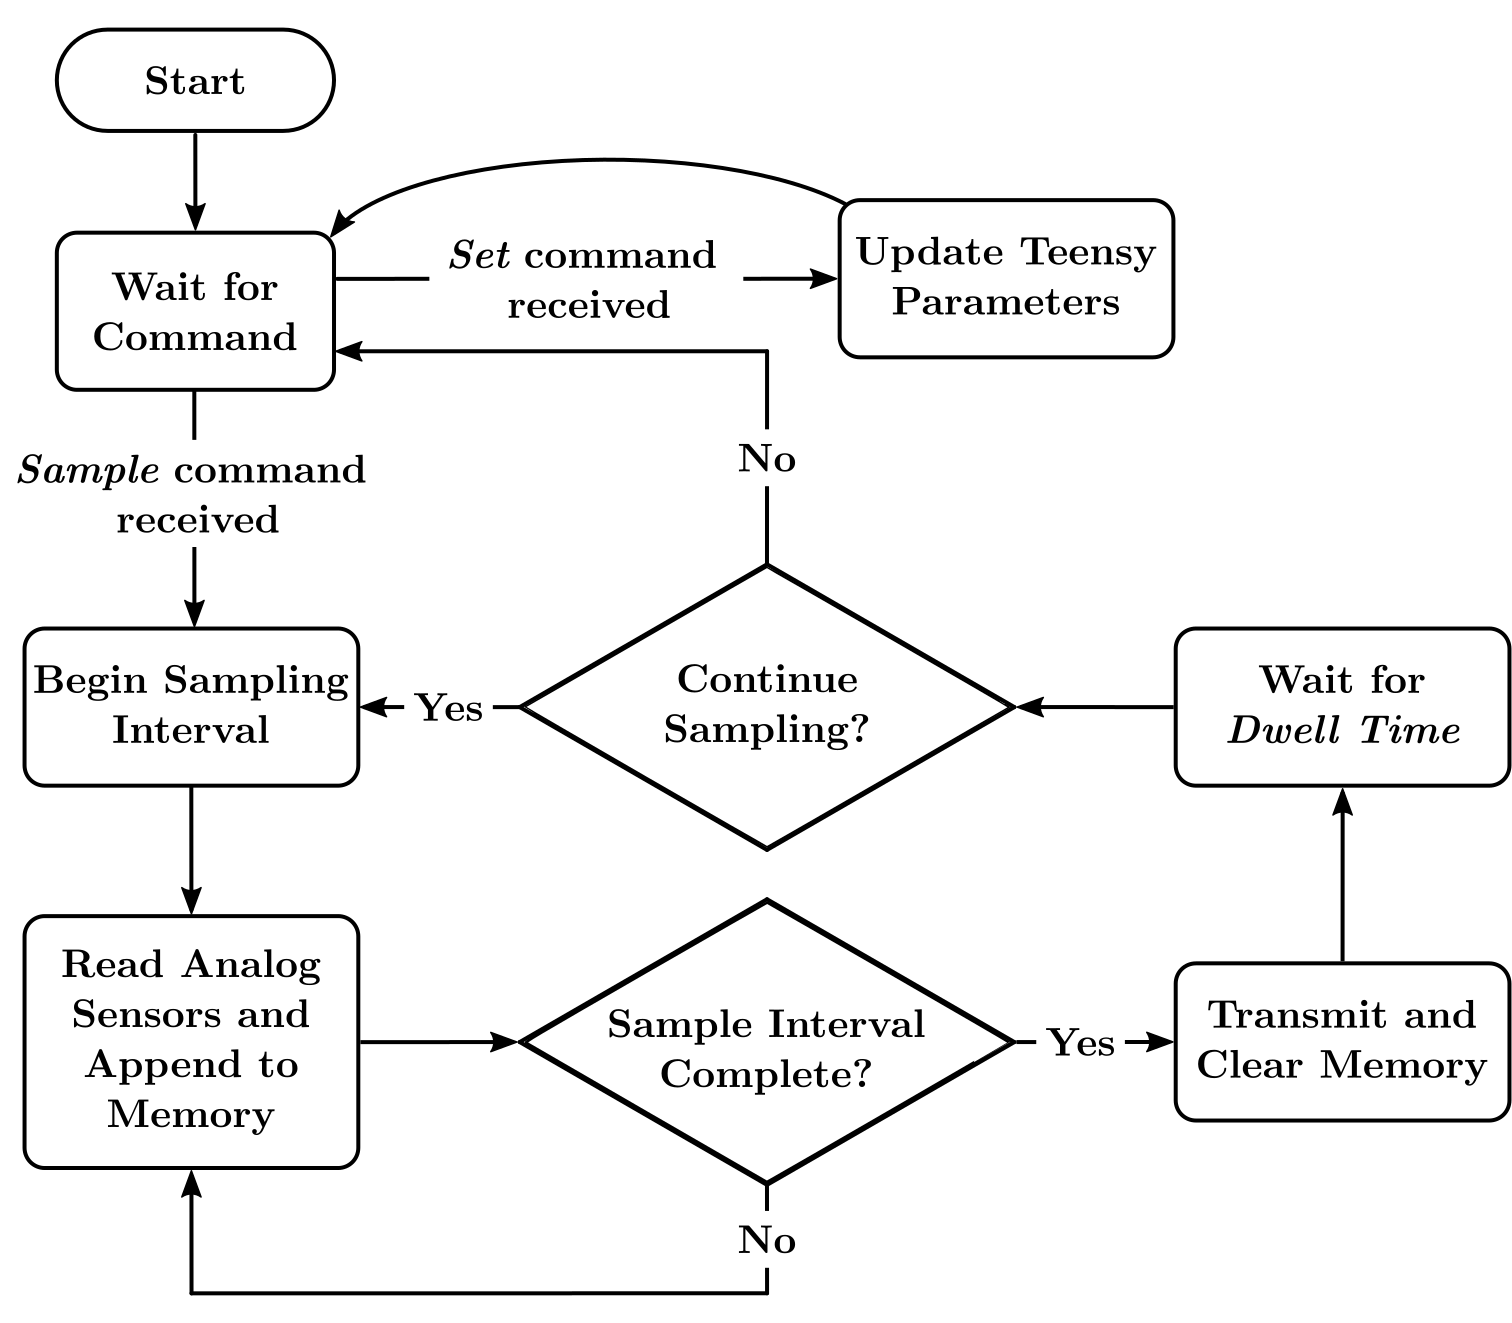 Start
Wait for
Command
Set command
received
Update Teensy
Parameters
Sample command
received
No
Begin Sampling
Interval
Yes
Continue
Sampling?
Wait for
Dwell Time
Read Analog
Sensors and
Append to
Memory
Sample Interval
Complete?
Yes
Transmit and
Clear Memory
No